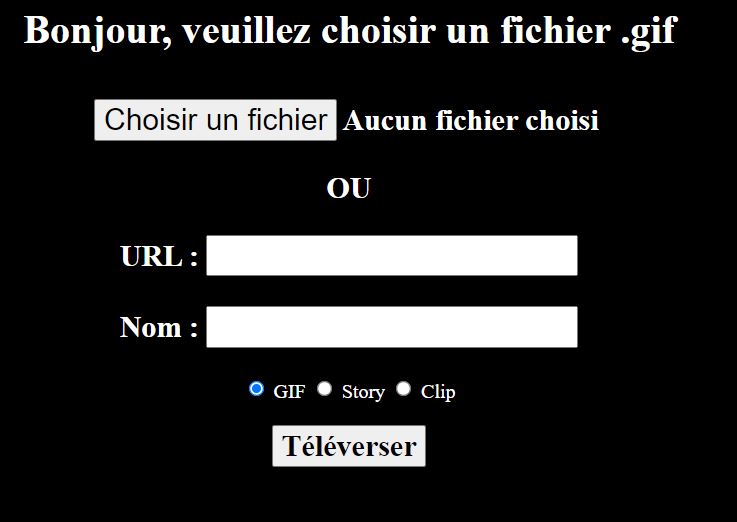 Bonjour, veuillez choisir un fichier .gif
Choisir un fichier Aucun fichier choisi
OU
URL :
Nom :
GIF Story Clip
Téléverser